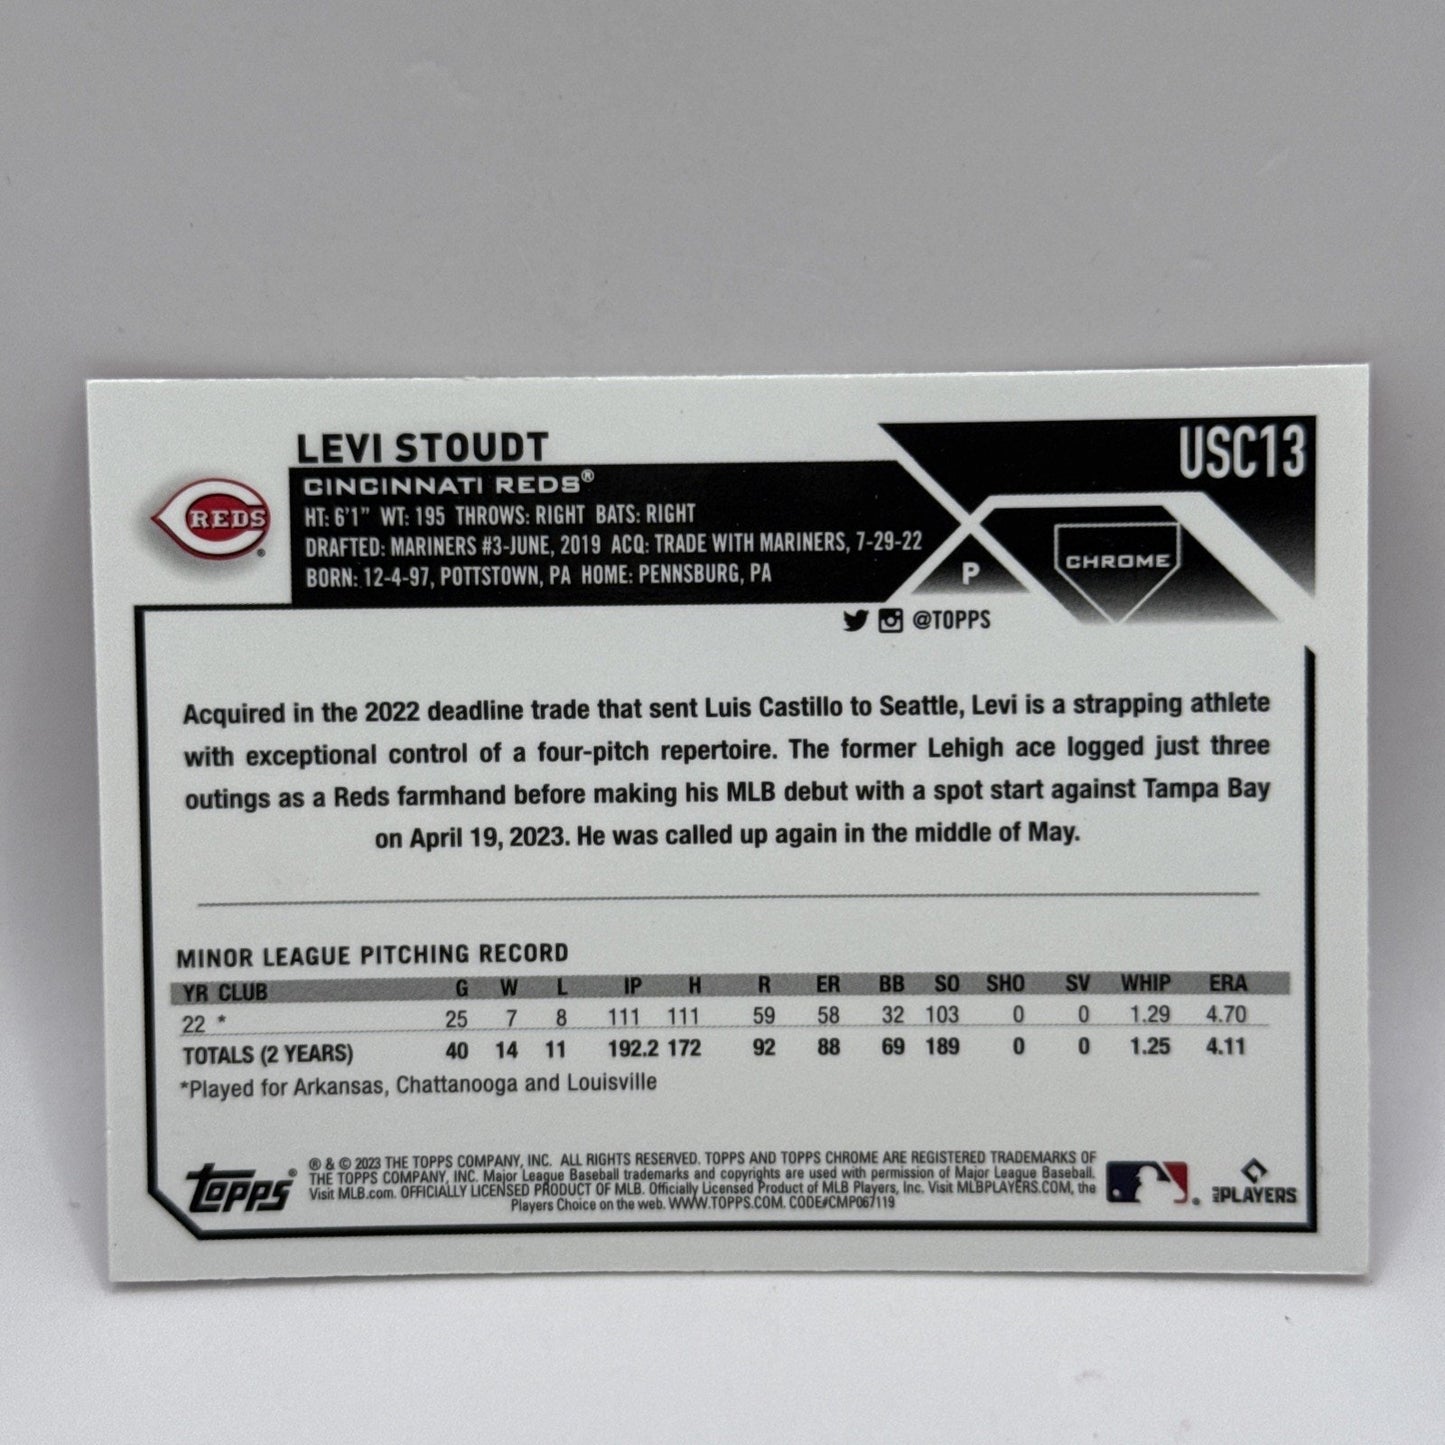 LEVI STOUDT
USC13
CINCINNATI REDS®
REDS
HT: 6'1" WT: 195 THROWS: RIGHT BATS: RIGHT
DRAFTED: MARINERS #3-JUNE, 2019 ACQ: TRADE WITH MARINERS, 7-29-22
BORN: 12-4-97, POTTSTOWN, PA HOME: PENNSBURG, PA
P
CHROME
@TOPPS
Acquired in the 2022 deadline trade that sent Luis Castillo to Seattle, Levi is a strapping athlete
with exceptional control of a four-pitch repertoire. The former Lehigh ace logged just three
outings as a Reds farmhand before making his MLB debut with a spot start against Tampa Bay
on April 19, 2023. He was called up again in the middle of May.
MINOR LEAGUE PITCHING RECORD
YR CLUB G W L IP H R ER BB SO SHO SV WHIP ERA
22 * 25 7 8 111 111 59 58 32 103 0 0 1.29 4.70
TOTALS (2 YEARS) 40 14 11 192.2 172 92 88 69 189 0 0 1.25 4.11
*Played for Arkansas, Chattanooga and Louisville
Topps®
® & © 2023 THE TOPPS COMPANY, INC. ALL RIGHTS RESERVED. TOPPS AND TOPPS CHROME ARE REGISTERED TRADEMARKS OF
THE TOPPS COMPANY, INC. Major League Baseball trademarks and copyrights are used with permission of Major League Baseball.
Visit MLB.com. OFFICIALLY LICENSED PRODUCT OF MLB. Officially Licensed Product of MLB Players, Inc. Visit MLBPLAYERS.COM, the
Players Choice on the web. WWW.TOPPS.COM. CODE#CMP067119
MLB PLAYERS